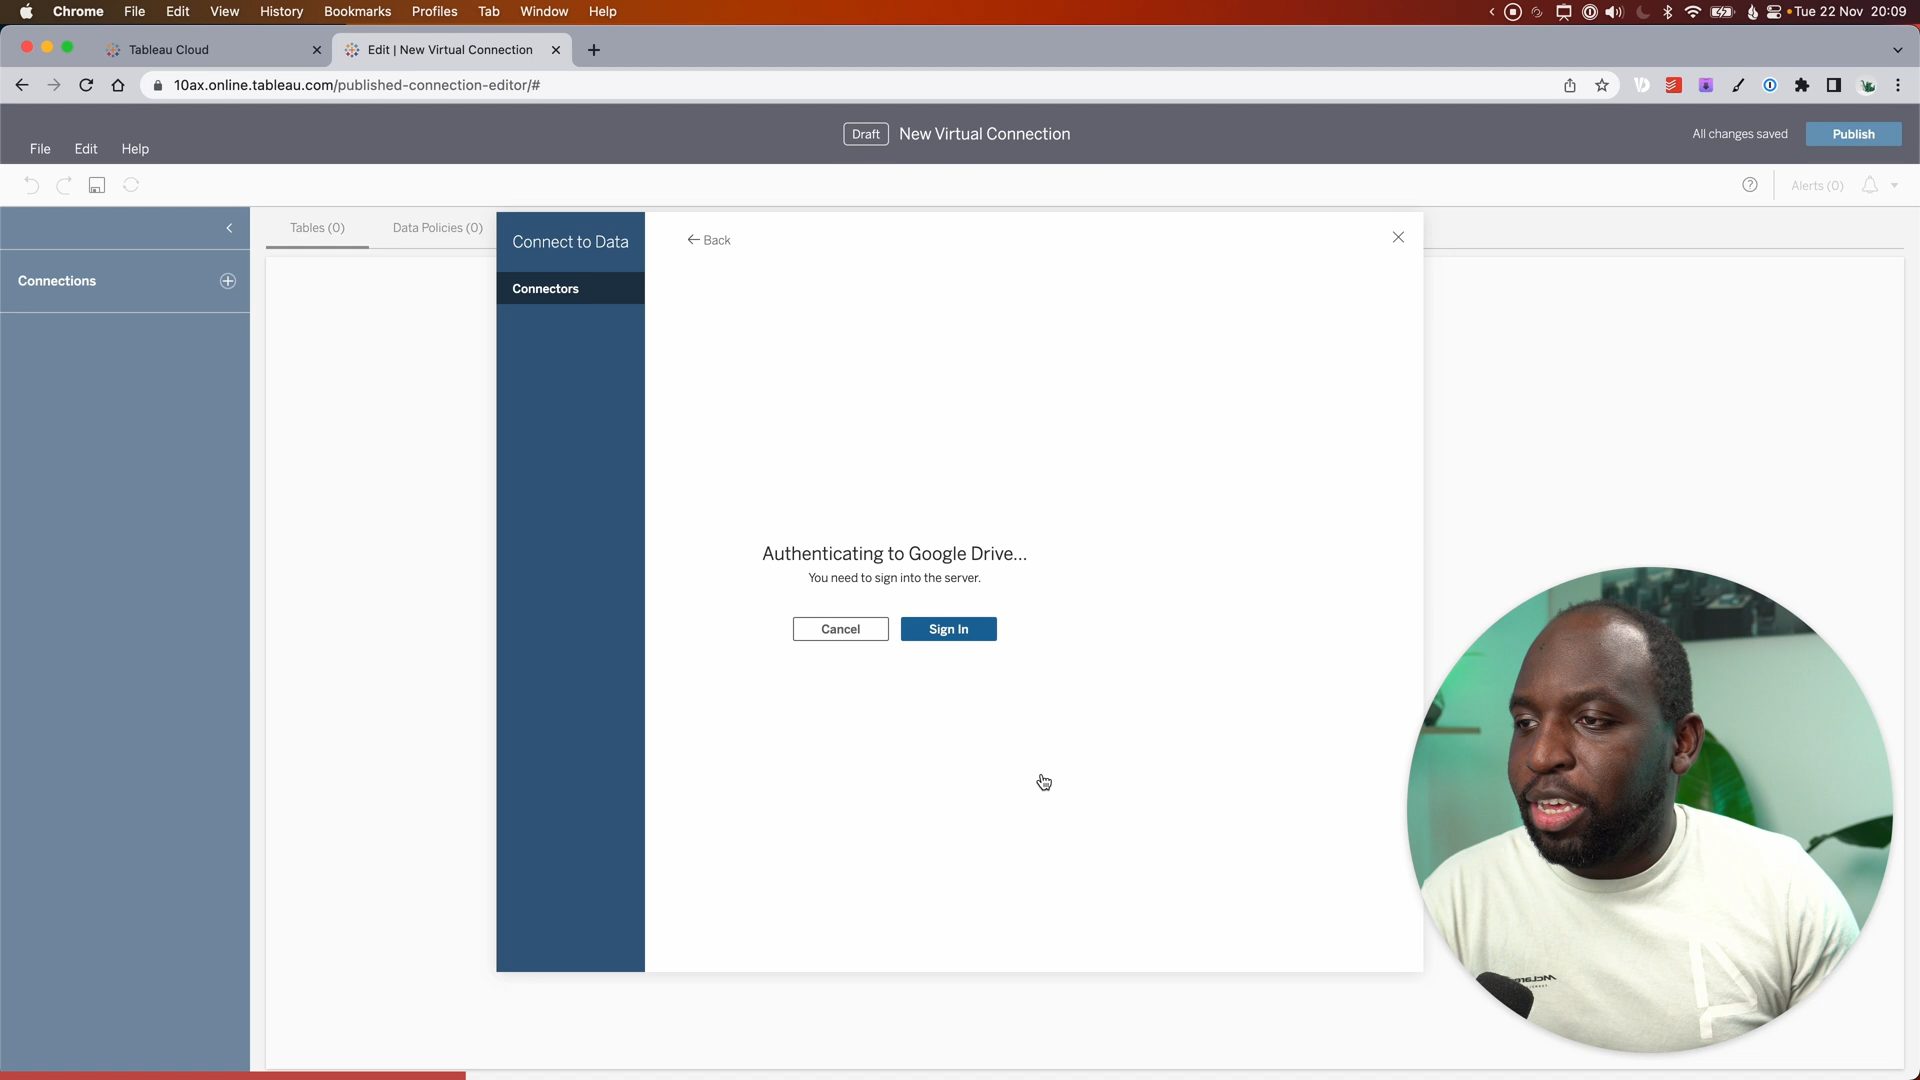 Chrome File Edit View History Bookmarks Profiles Tab Window Help
Tue 22 Nov 20:09
Tableau Cloud
Edit | New Virtual Connection
10ax.online.tableau.com/published-connection-editor/#
File Edit Help
Draft New Virtual Connection
All changes saved
Publish
Alerts (0)
Tables (0)
Data Policies (0)
Connections
Connect to Data
Connectors
Back
Authenticating to Google Drive...
You need to sign into the server.
Cancel
Sign In